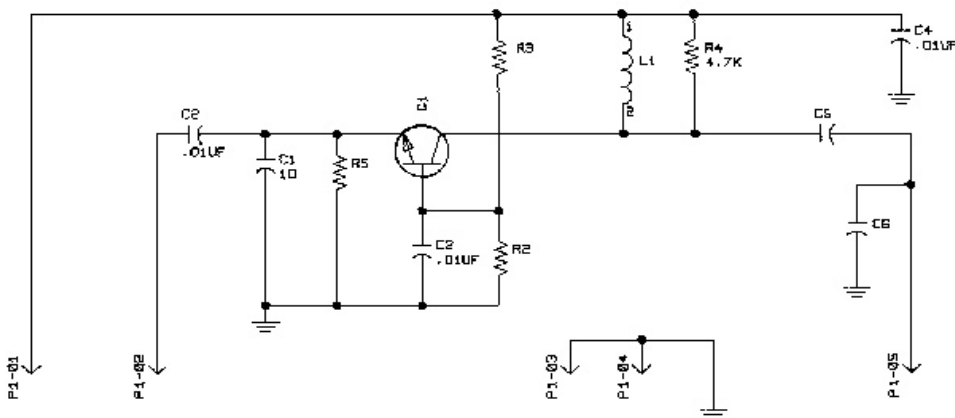 R3
1
L1
2
R4
4.7K
C4
.01UF
Q1
C2
.01UF
C1
10
R5
C5
C2
.01UF
R2
C6
P1-01
P1-02
P1-03
P1-04
P1-05